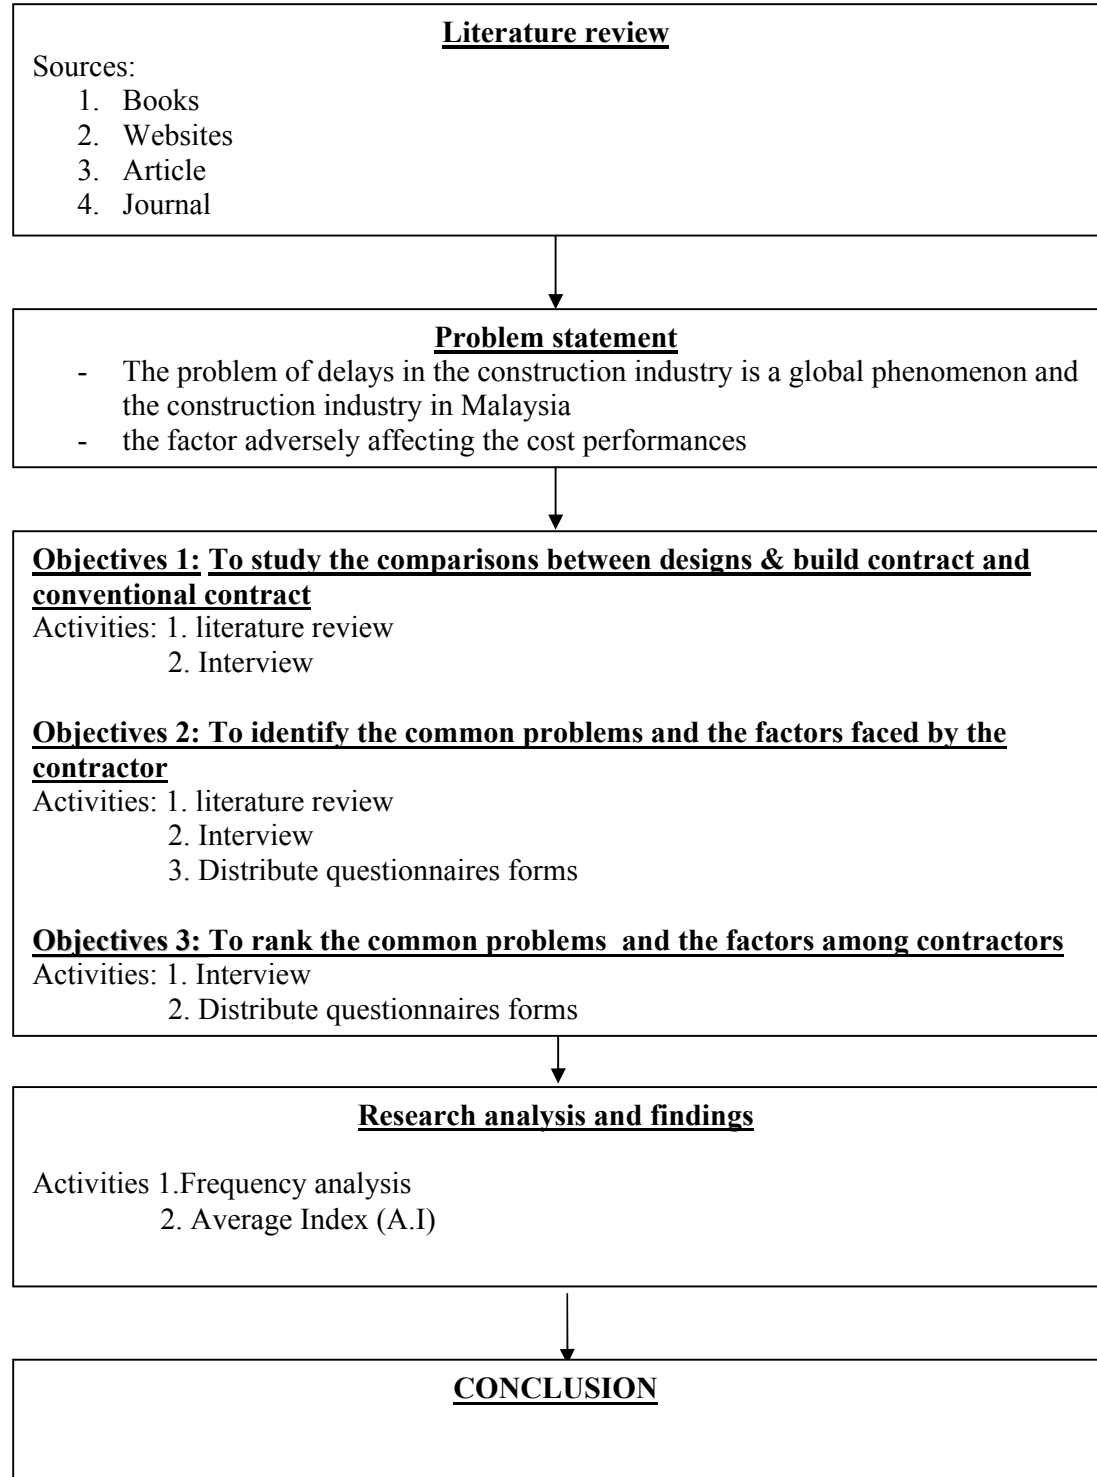 Literature review
Sources:
1. Books
2. Websites
3. Article
4. Journal
Problem statement
- The problem of delays in the construction industry is a global phenomenon and
the construction industry in Malaysia
- the factor adversely affecting the cost performances
Objectives 1: To study the comparisons between designs & build contract and
conventional contract
Activities: 1. literature review
2. Interview
Objectives 2: To identify the common problems and the factors faced by the
contractor
Activities: 1. literature review
2. Interview
3. Distribute questionnaires forms
Objectives 3: To rank the common problems and the factors among contractors
Activities: 1. Interview
2. Distribute questionnaires forms
Research analysis and findings
Activities 1.Frequency analysis
2. Average Index (A.I)
CONCLUSION